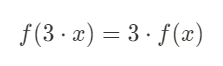 f(3 · x) = 3 · f(x)